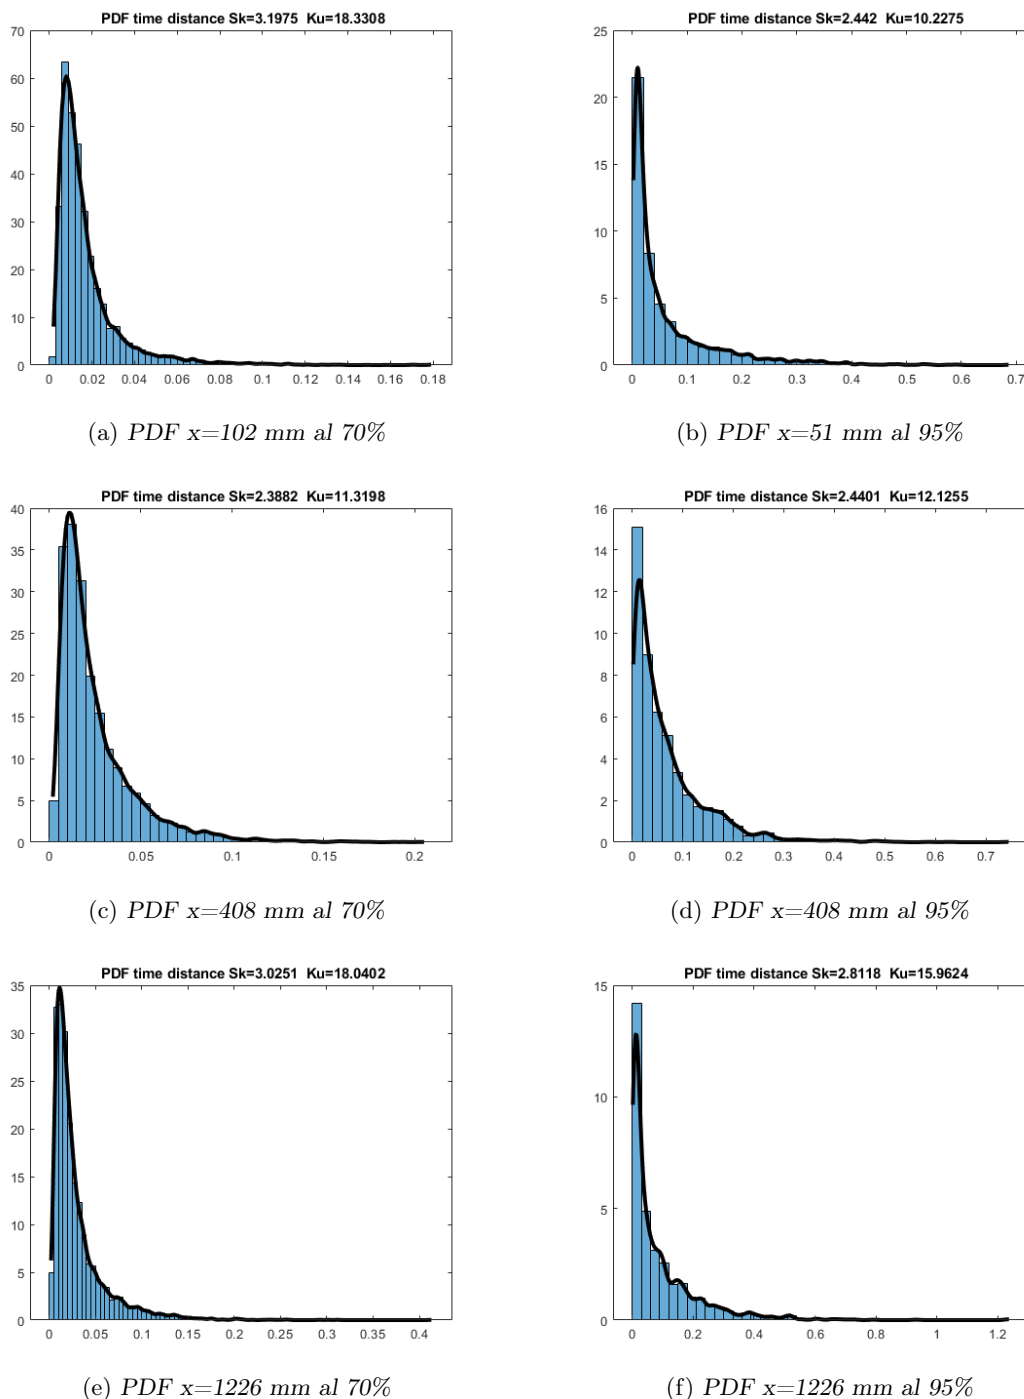 PDF time distance Sk=3.1975 Ku=18.3308
70
60
50
40
30
20
10
0
0 0.02 0.04 0.06 0.08 0.1 0.12 0.14 0.16 0.18
(a) PDF x=102 mm al 70%
PDF time distance Sk=2.442 Ku=10.2275
25
20
15
10
5
0
0 0.1 0.2 0.3 0.4 0.5 0.6 0.7
(b) PDF x=51 mm al 95%
PDF time distance Sk=2.3882 Ku=11.3198
40
35
30
25
20
15
10
5
0
0 0.05 0.1 0.15 0.2
(c) PDF x=408 mm al 70%
PDF time distance Sk=2.4401 Ku=12.1255
16
14
12
10
8
6
4
2
0
0 0.1 0.2 0.3 0.4 0.5 0.6 0.7
(d) PDF x=408 mm al 95%
PDF time distance Sk=3.0251 Ku=18.0402
35
30
25
20
15
10
5
0
0 0.05 0.1 0.15 0.2 0.25 0.3 0.35 0.4
(e) PDF x=1226 mm al 70%
PDF time distance Sk=2.8118 Ku=15.9624
15
10
5
0
0 0.2 0.4 0.6 0.8 1 1.2
(f) PDF x=1226 mm al 95%